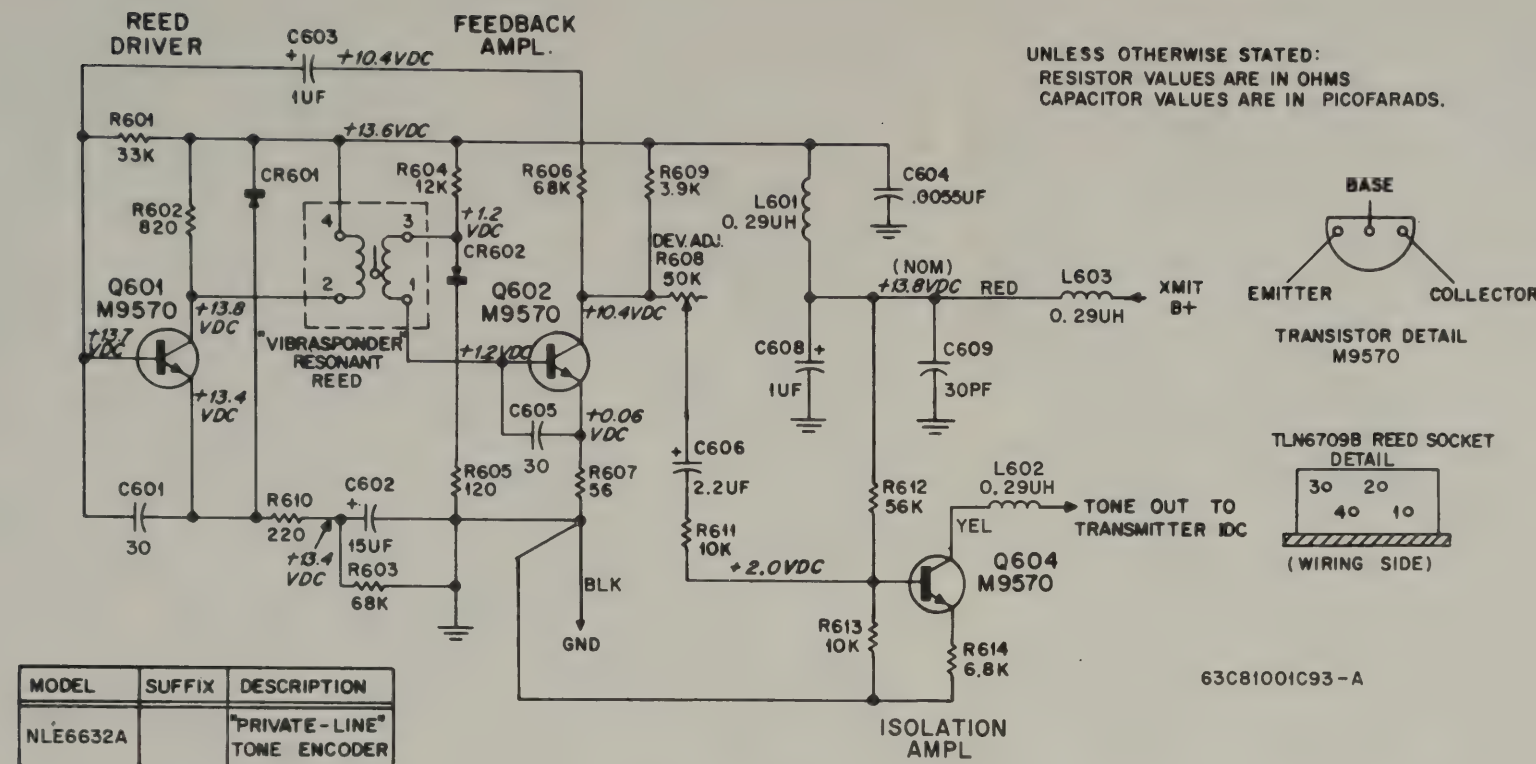 REED
DRIVER
C603
+
+10.4VDC
1UF
FEEDBACK
AMPL.
UNLESS OTHERWISE STATED:
RESISTOR VALUES ARE IN OHMS
CAPACITOR VALUES ARE IN PICOFARADS.
R601
33K
+13.6VDC
CR601
R602
820
R604
12K
R606
68K
R609
3.9K
L601
0.29UH
C604
.0055UF
BASE
EMITTER
COLLECTOR
TRANSISTOR DETAIL
M9570
4
3
2
1
+1.2
VDC
CR602
DEV.ADJ.
R608
50K
Q601
M9570
+13.8
VDC
+13.7
VDC
+13.4
VDC
"VIBRASPONDER"
RESONANT
REED
Q602
M9570
+10.4VDC
+1.2VDC
(NOM)
+13.8VDC
RED
L603
0.29UH
XMIT
B+
C608
+
1UF
C609
30PF
C605
30
+0.06
VDC
C606
+
2.2UF
TLN6709B REED SOCKET
DETAIL
3 2
4 1
(WIRING SIDE)
C601
30
R610
220
C602
+
15UF
+13.4
VDC
R603
68K
R605
120
R607
56
R611
10K
R612
56K
L602
0.29UH
YEL
TONE OUT TO
TRANSMITTER IDC
+2.0VDC
Q604
M9570
BLK
GND
R613
10K
R614
6.8K
63C81001C93-A
ISOLATION
AMPL
MODEL SUFFIX DESCRIPTION
NLE6632A "PRIVATE-LINE"
TONE ENCODER